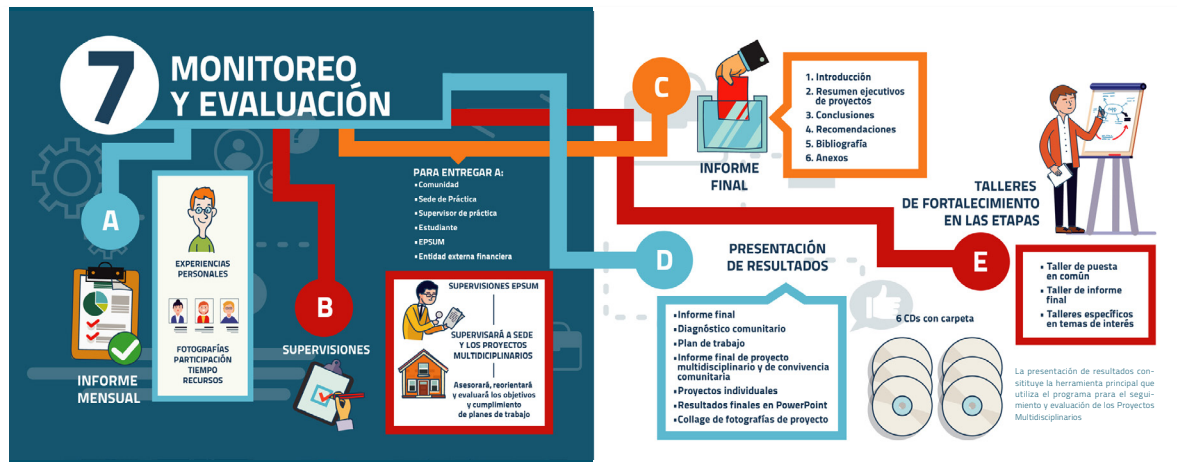 7
MONITOREO
Y EVALUACIÓN
A
INFORME
MENSUAL
EXPERIENCIAS
PERSONALES
FOTOGRAFÍAS
PARTICIPACIÓN
TIEMPO
RECURSOS
B
SUPERVISIONES
SUPERVISIONES EPSUM
SUPERVISARÁ A SEDE
Y LOS PROYECTOS
MULTIDICIPLINARIOS
Asesorará, reorientará
y evaluará los objetivos
y cumplimiento
de planes de trabajo
PARA ENTREGAR A:
•Comunidad
•Sede de Práctica
•Supervisor de práctica
•Estudiante
•EPSUM
•Entidad externa financiera
C
INFORME
FINAL
1. Introducción
2. Resumen ejecutivos
de proyectos
3. Conclusiones
4. Recomendaciones
5. Bibliografía
6. Anexos
D
PRESENTACIÓN
DE RESULTADOS
•Informe final
•Diagnóstico comunitario
•Plan de trabajo
•Informe final de proyecto
multidisciplinario y de convivencia
comunitaria
•Proyectos individuales
•Resultados finales en PowerPoint
•Collage de fotografías de proyecto
6 CDs con carpeta
E
TALLERES
DE FORTALECIMIENTO
EN LAS ETAPAS
• Taller de puesta
en común
• Taller de informe
final
• Talleres específicos
en temas de interés
La presentación de resultados con-
sitituye la herramienta principal que
utiliza el programa prara el segui-
miento y evaluación de los Proyectos
Multidisciplinarios